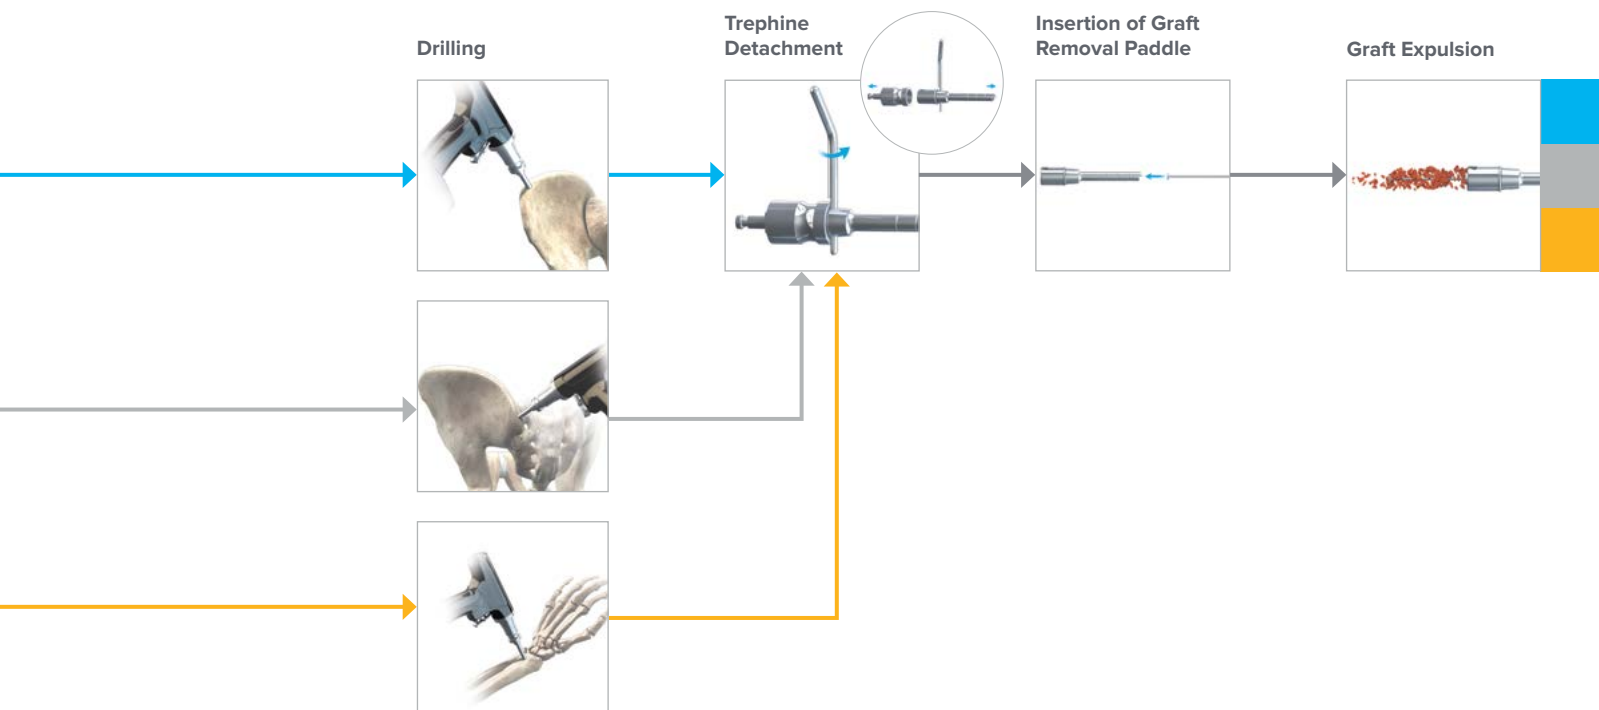 Drilling
Trephine
Detachment
Insertion of Graft
Removal Paddle
Graft Expulsion